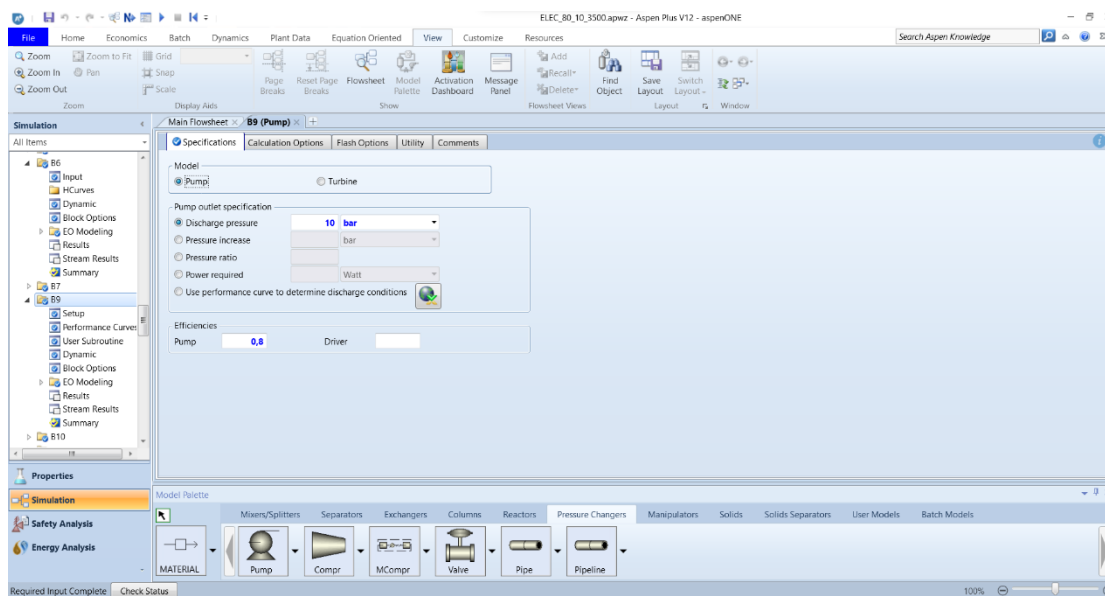 ELEC_80_10_3500.apwz - Aspen Plus V12 - aspenONE
File Home Economics Batch Dynamics Plant Data Equation Oriented View Customize Resources Search Aspen Knowledge
Zoom Zoom to Fit Grid Add
Zoom In Pan Snap Recall
Zoom Out Scale Page Breaks Reset Page Breaks Flowsheet Model Palette Activation Dashboard Message Panel Delete Find Object Save Layout Switch Layout
Zoom Display Aids Show Flowsheet Views Layout Window
Simulation Main Flowsheet B9 (Pump)
All Items Specifications Calculation Options Flash Options Utility Comments
B6
Input
HCurves
Dynamic
Block Options
EO Modeling
Results
Stream Results
Summary
B7
B9
Setup
Performance Curves
User Subroutine
Dynamic
Block Options
EO Modeling
Results
Stream Results
Summary
B10
Model
Pump Turbine
Pump outlet specification
Discharge pressure 10 bar
Pressure increase bar
Pressure ratio
Power required Watt
Use performance curve to determine discharge conditions
Efficiencies
Pump 0,8 Driver
Properties
Simulation
Safety Analysis
Energy Analysis
Model Palette
Mixers/Splitters Separators Exchangers Columns Reactors Pressure Changers Manipulators Solids Solids Separators User Models Batch Models
MATERIAL Pump Compr MCompr Valve Pipe Pipeline
Required Input Complete Check Status 100%